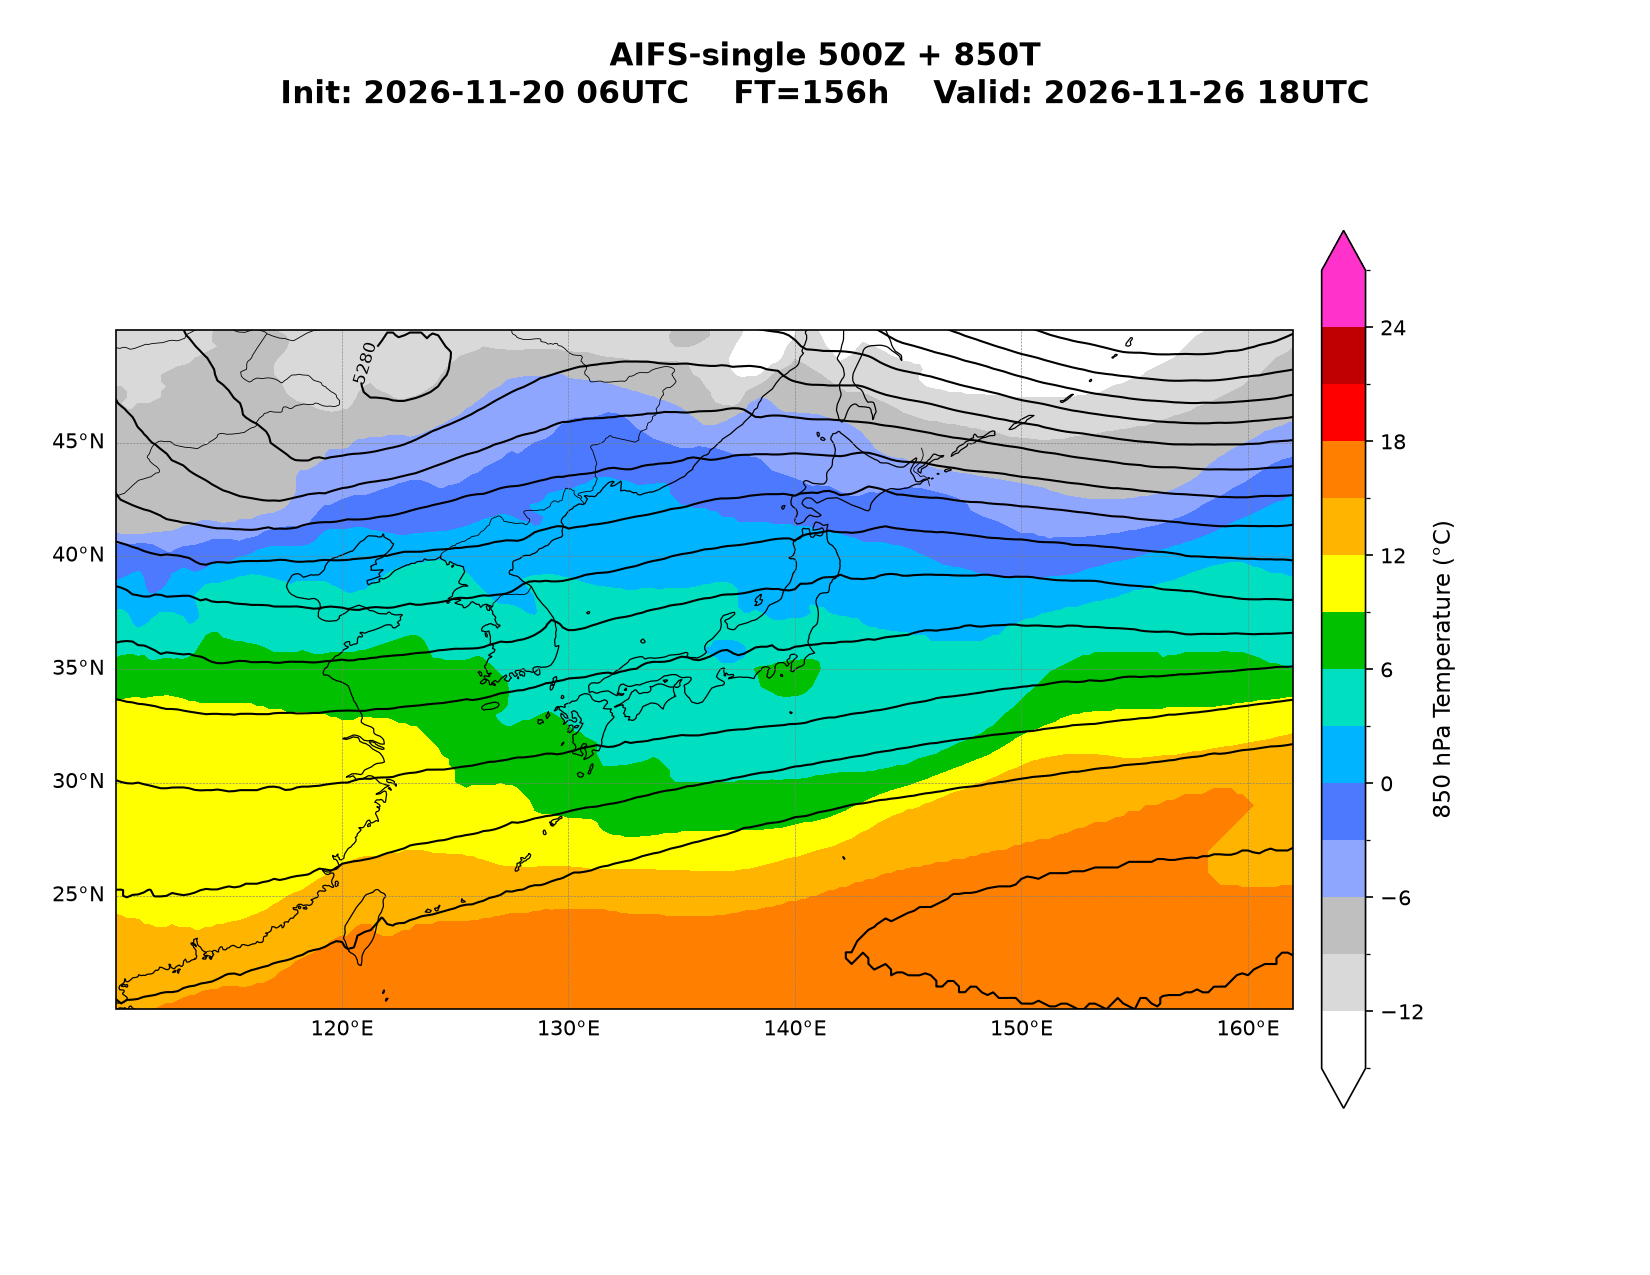 AIFS-single 500Z + 850T
Init: 2026-11-20 06UTC    FT=156h    Valid: 2026-11-26 18UTC
5280
45°N
40°N
35°N
30°N
25°N
120°E
130°E
140°E
150°E
160°E
24
18
12
6
0
−6
−12
850 hPa Temperature (°C)